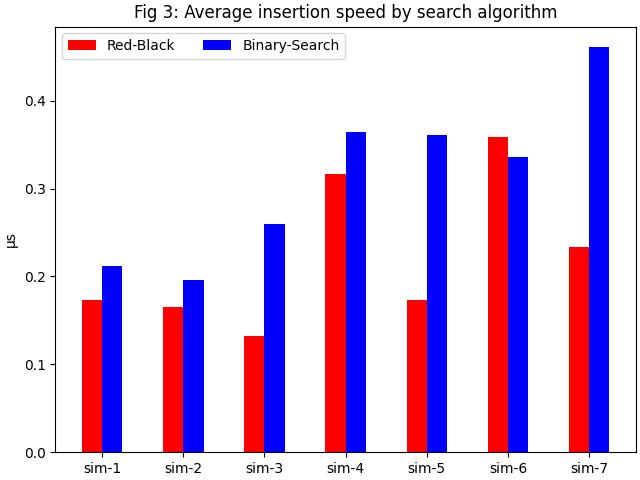 Fig 3: Average insertion speed by search algorithm
Red-Black Binary-Search
0.4
0.3
0.2
0.1
0.0
µs
sim-1 sim-2 sim-3 sim-4 sim-5 sim-6 sim-7